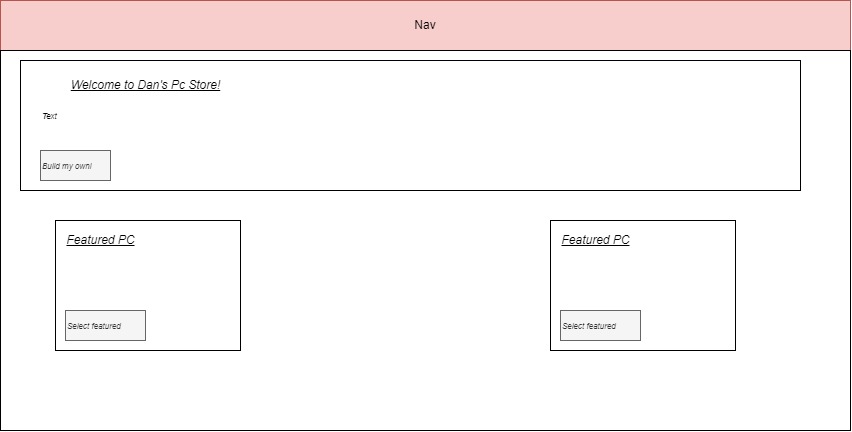 Nav
Welcome to Dan's Pc Store!
Text
Build my own!
Featured PC
Featured PC
Select featured
Select featured